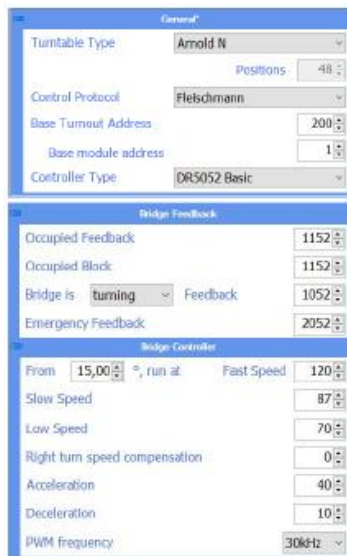 General*
Turntable Type Arnold N
Positions 48
Control Protocol Fleischmann
Base Turnout Address 200
Base module address 1
Controller Type DR5052 Basic
Bridge Feedback
Occupied Feedback 1152
Occupied Block 1152
Bridge is turning Feedback 1052
Emergency Feedback 2052
Bridge Controller
From 15,00 °, run at Fast Speed 120
Slow Speed 87
Low Speed 70
Right turn speed compensation 0
Acceleration 40
Deceleration 10
PWM frequency 30kHz